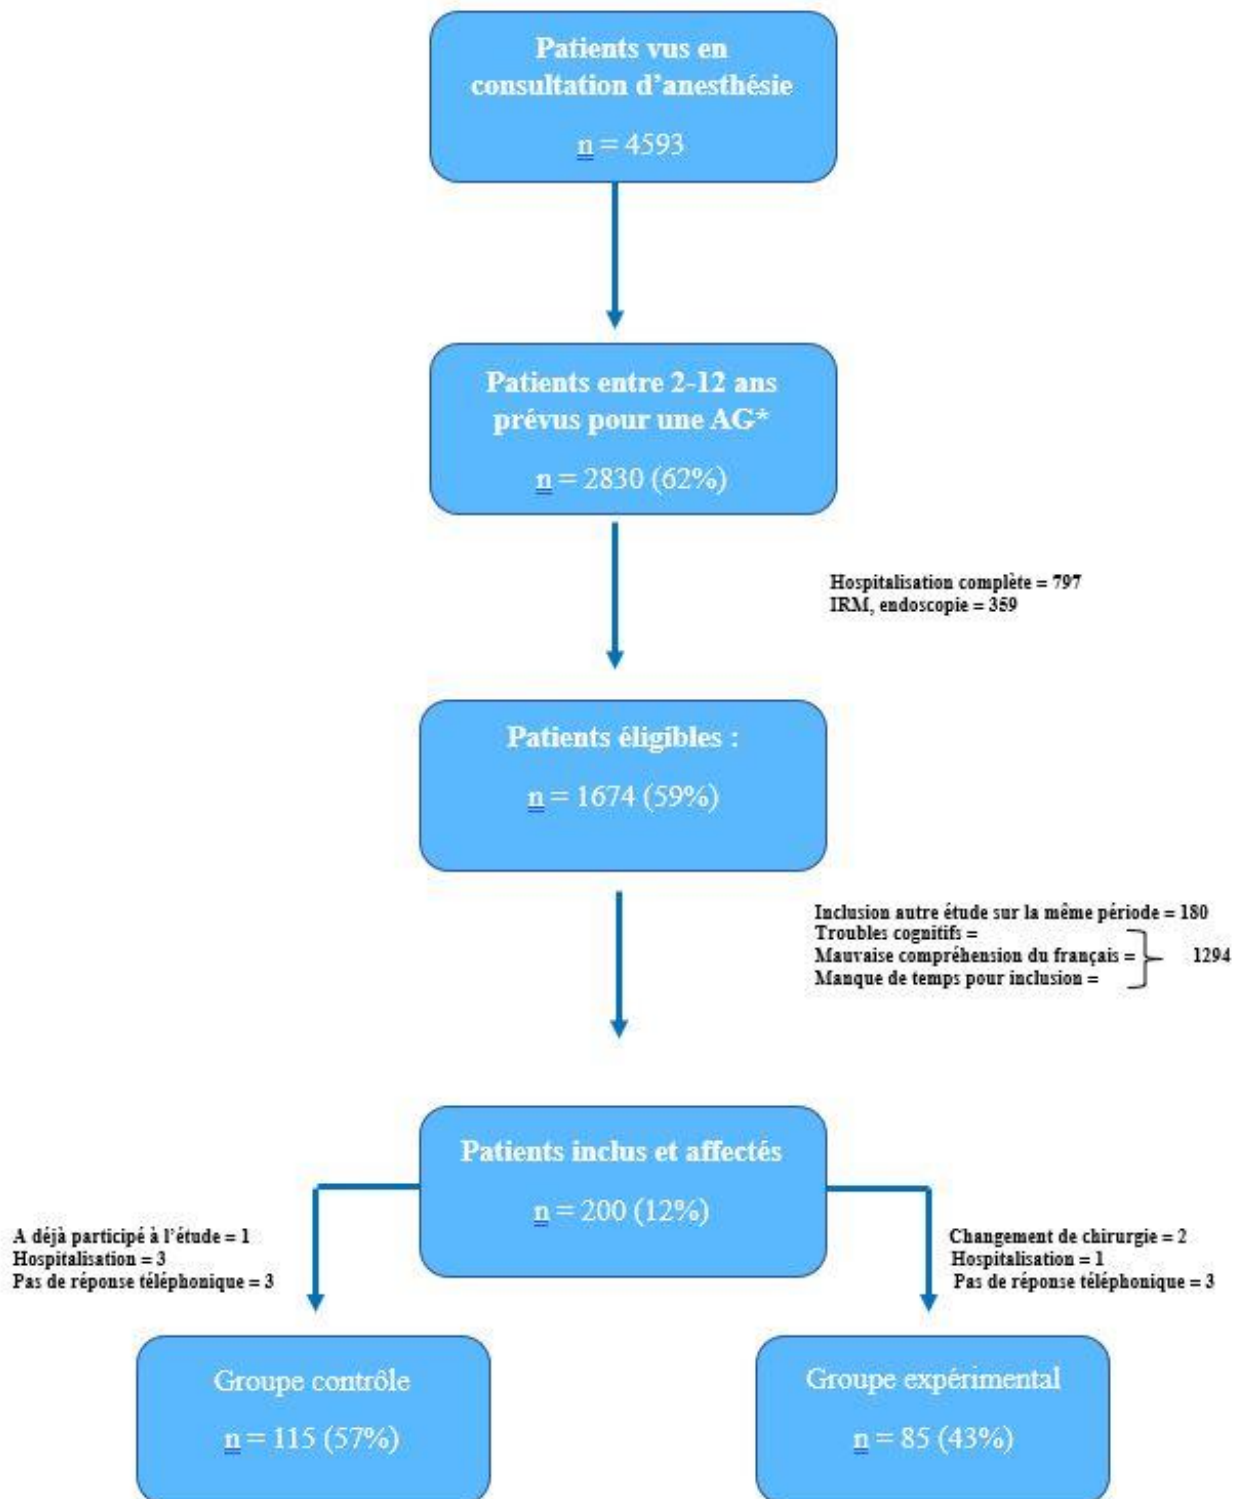 Patients vus en
consultation d’anesthésie
n = 4593
Patients entre 2-12 ans
prévus pour une AG*
n = 2830 (62%)
Hospitalisation complète = 797
IRM, endoscopie = 359
Patients éligibles :
n = 1674 (59%)
Inclusion autre étude sur la même période = 180
Troubles cognitifs =
Mauvaise compréhension du français = 1294
Manque de temps pour inclusion =
Patients inclus et affectés
n = 200 (12%)
A déjà participé à l’étude = 1
Hospitalisation = 3
Pas de réponse téléphonique = 3
Changement de chirurgie = 2
Hospitalisation = 1
Pas de réponse téléphonique = 3
Groupe contrôle
n = 115 (57%)
Groupe expérimental
n = 85 (43%)